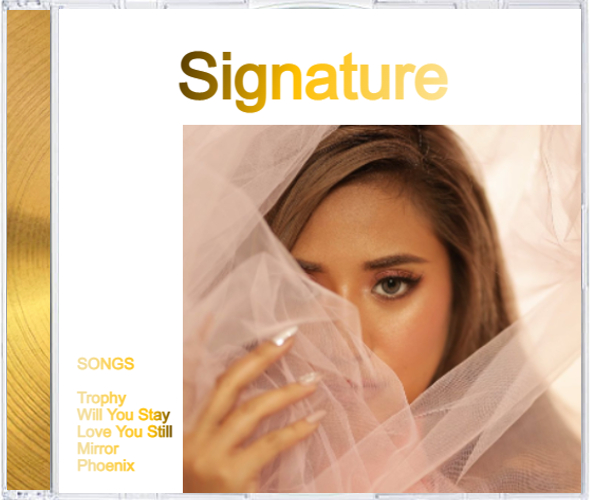 Signature
SONGS
Trophy
Will You Stay
Love You Still
Mirror
Phoenix